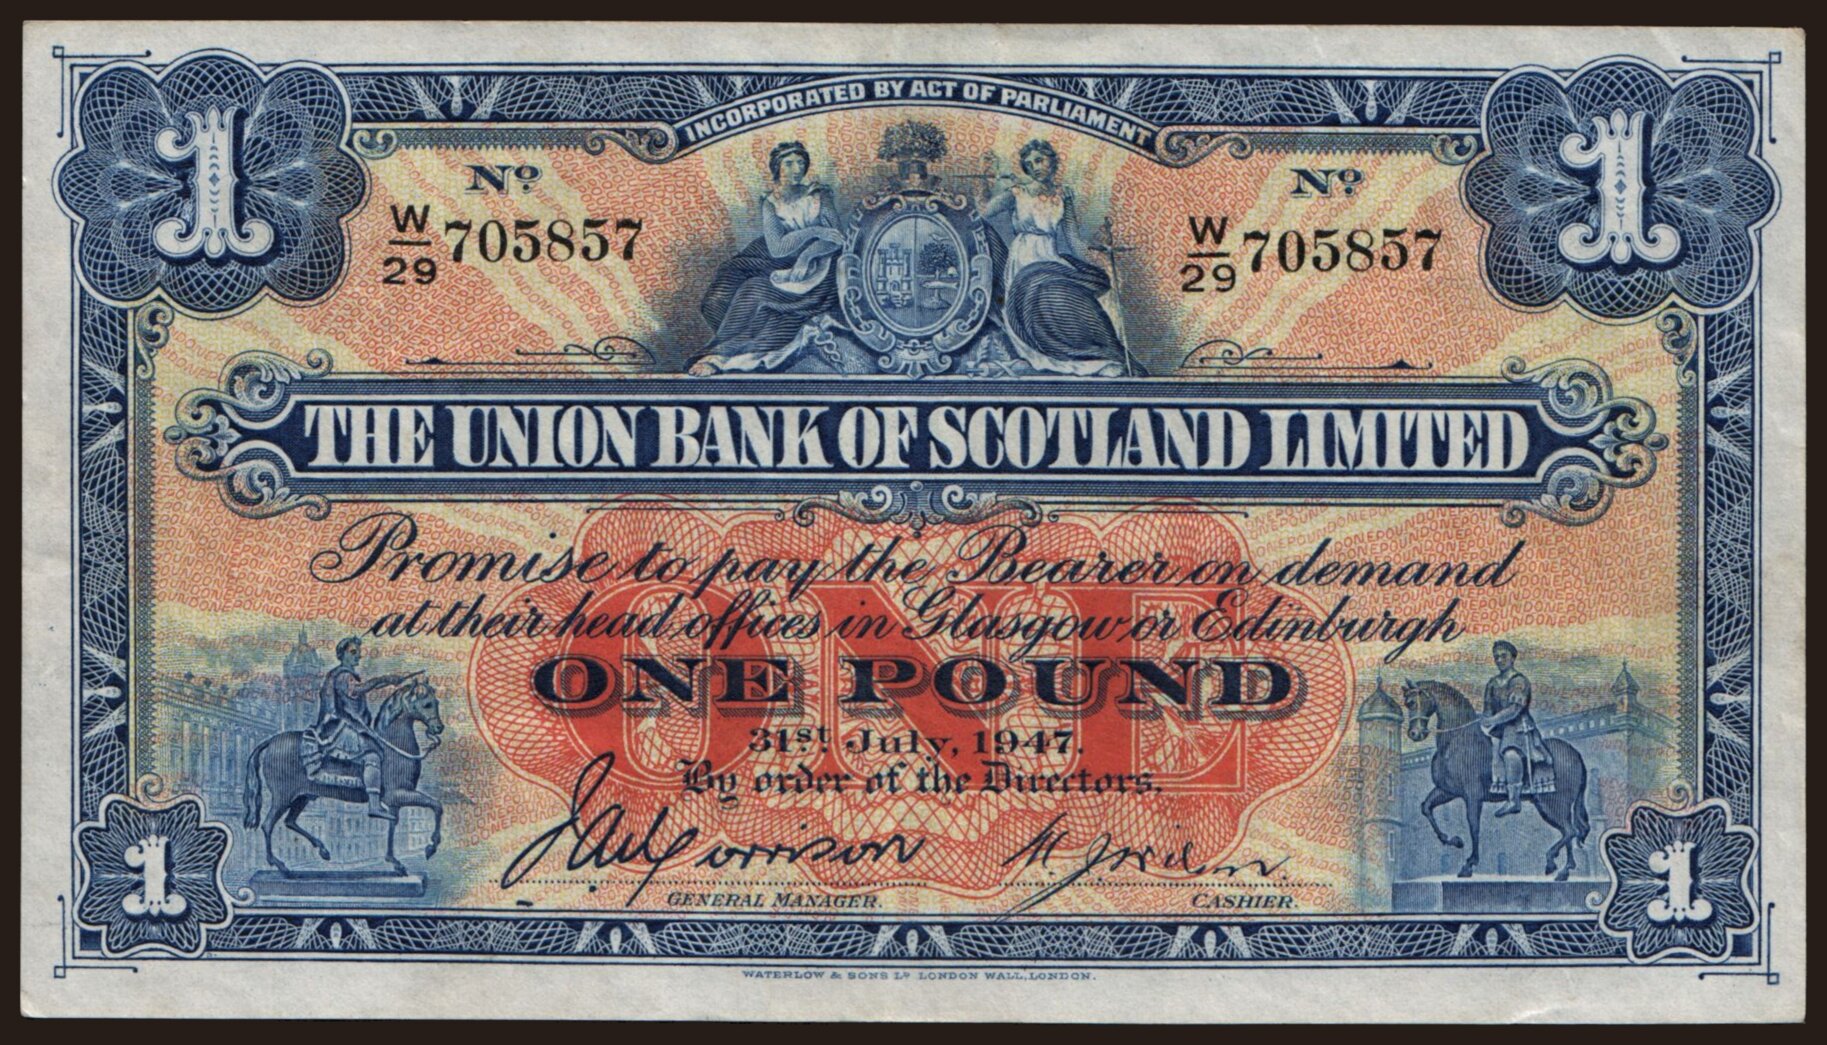 INCORPORATED BY ACT OF PARLIAMENT
1 1
Nº Nº
W/29 705857 W/29 705857
THE UNION BANK OF SCOTLAND LIMITED
Promise to pay the Bearer on demand
at their head offices in Glasgow or Edinburgh
ONE
ONE POUND
31st July, 1947.
By order of the Directors.
GENERAL MANAGER. CASHIER.
1 1
WATERLOW & SONS LD LONDON WALL, LONDON.